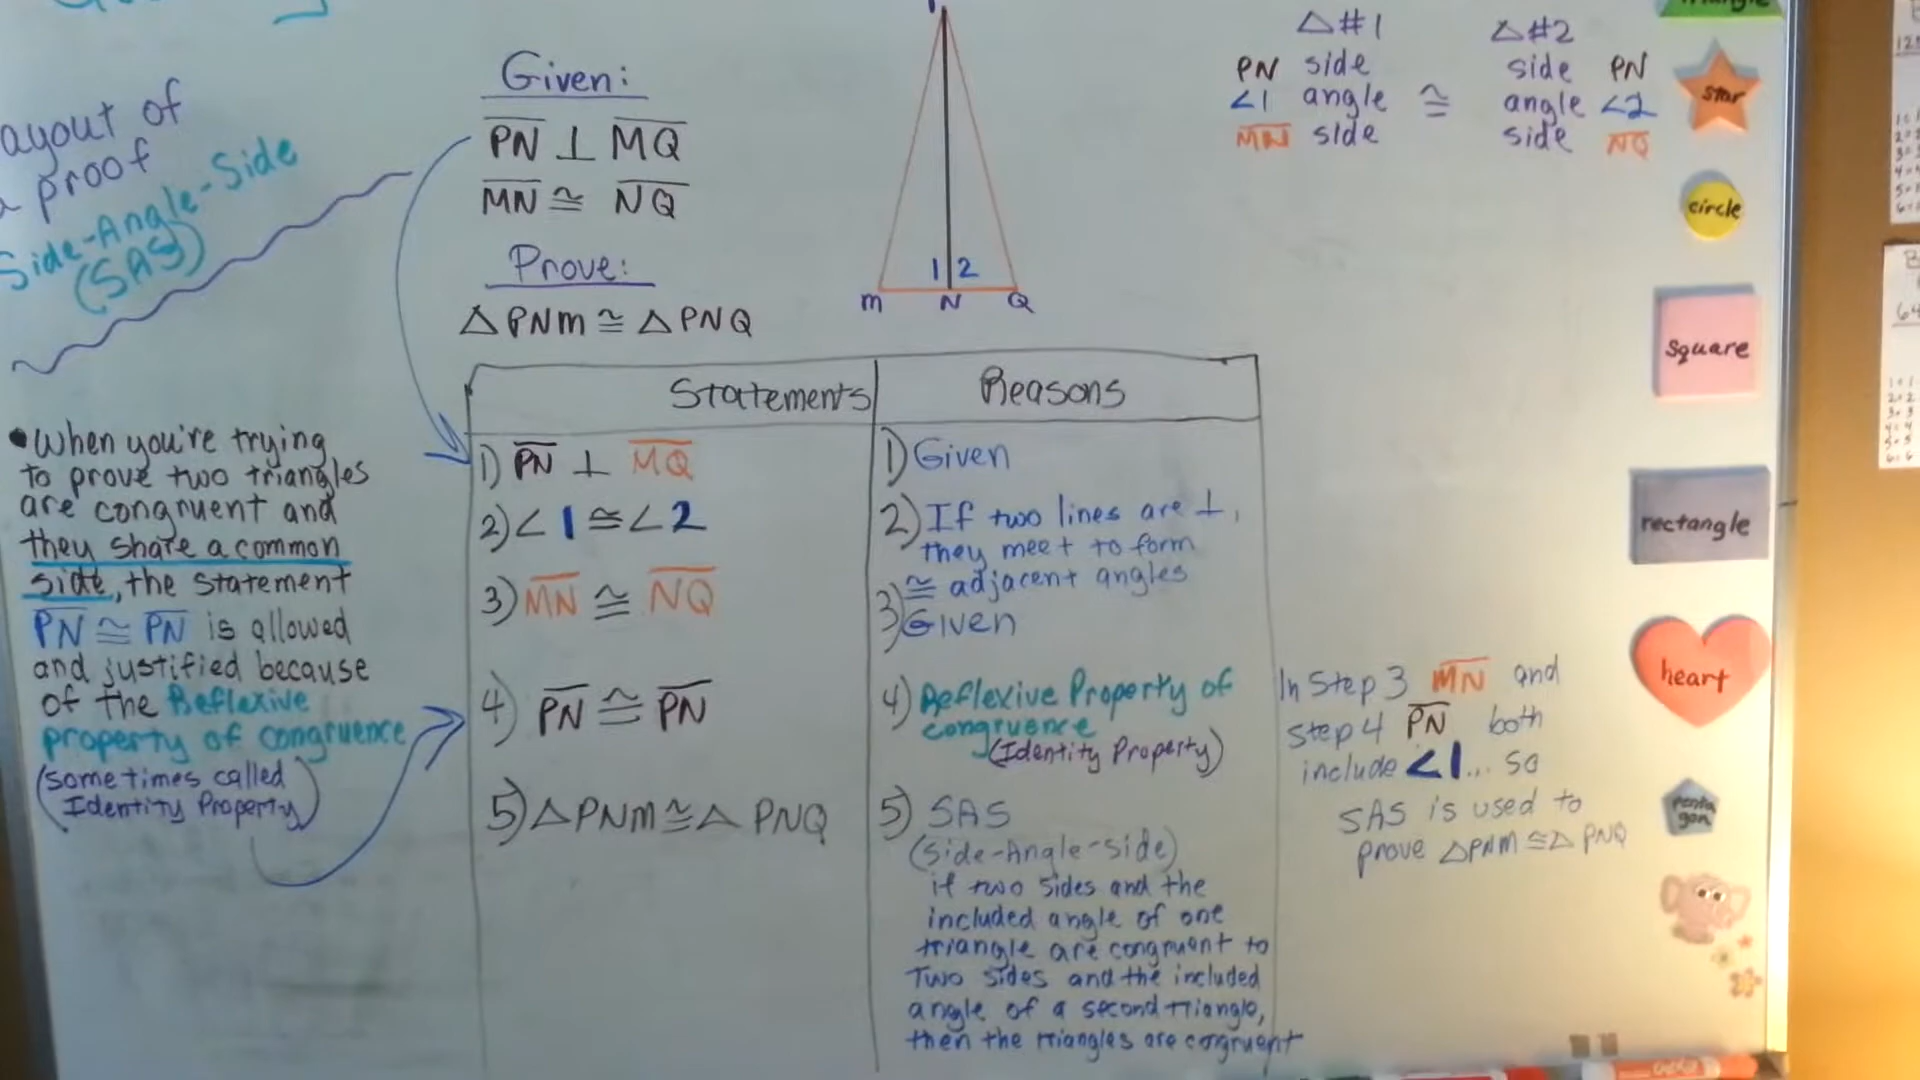 ayout of
a proof
Side-Angle-Side
(SAS)
Given:
PN ⊥ MQ
MN ≅ NQ
Prove:
△ PNM ≅ △ PNQ
1 2
M N Q
△#1 △#2
PN side side PN
∠1 angle ≅ angle ∠2
MN side side NQ
• When you're trying
to prove two triangles
are congruent and
they share a common
side, the statement
PN ≅ PN is allowed
and justified because
of the Reflexive
property of congruence
(sometimes called
Identity Property)
Statements
1) PN ⊥ MQ
2) ∠1 ≅ ∠2
3) MN ≅ NQ
4) PN ≅ PN
5) △ PNM ≅ △ PNQ
Reasons
1) Given
2) If two lines are ⊥,
they meet to form
≅ adjacent angles
3) Given
4) Reflexive Property of
congruence
(Identity Property)
5) SAS
(Side-Angle-Side)
if two sides and the
included angle of one
triangle are congruent to
Two sides and the included
angle of a second triangle,
then the triangles are congruent
In Step 3 MN and
Step 4 PN both
include ∠1... so
SAS is used to
prove △PNM ≅ △ PNQ
triangle
star
circle
square
rectangle
heart
penta
gon